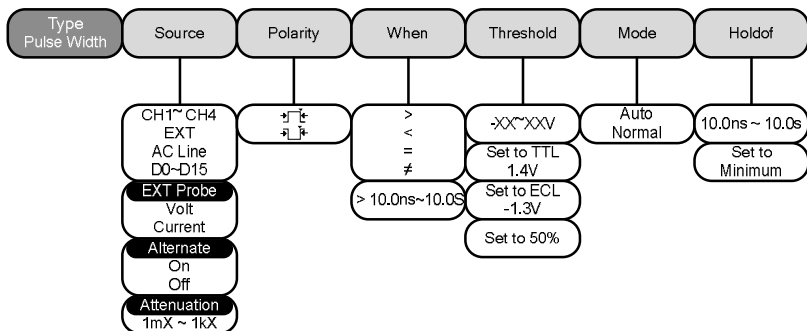 Type
Pulse Width
Source
Polarity
When
Threshold
Mode
Holdof
CH1~ CH4
EXT
AC Line
D0~D15
EXT Probe
Volt
Current
Alternate
On
Off
Attenuation
1mX ~ 1kX
>
<
=
≠
> 10.0ns~10.0S
-XX~XXV
Set to TTL
1.4V
Set to ECL
-1.3V
Set to 50%
Auto
Normal
10.0ns ~ 10.0s
Set to
Minimum